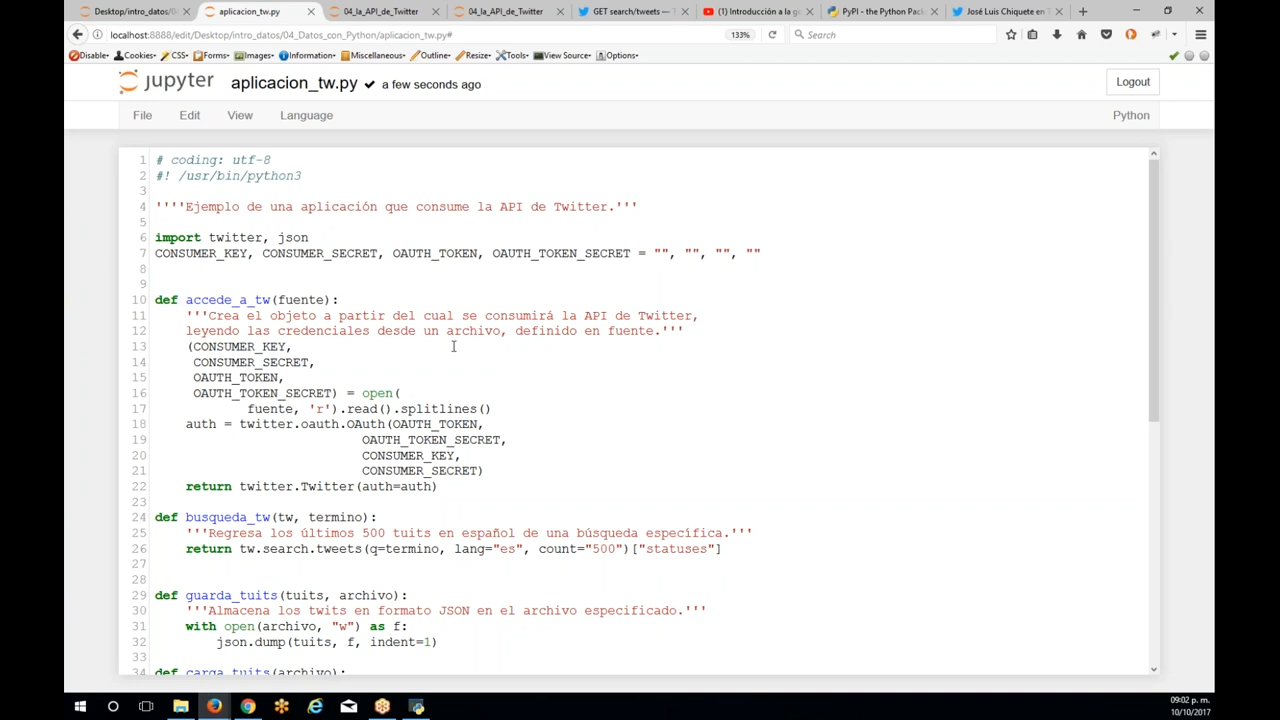 Desktop/intro_datos/04_D
aplicacion_tw.py
04_la_API_de_Twitter
04_la_API_de_Twitter
GET search/tweets — T
(1) Introducción a la ge
PyPI - the Python Pack
José Luis Chiquete en T
localhost:8888/edit/Desktop/intro_datos/04_Datos_con_Python/aplicacion_tw.py#
133%
Search
Disable Cookies CSS Forms Images Information Miscellaneous Outline Resize Tools View Source Options
jupyter aplicacion_tw.py ✔ a few seconds ago
Logout
File Edit View Language
Python
1 # coding: utf-8
2 #! /usr/bin/python3
3
4 ''''Ejemplo de una aplicación que consume la API de Twitter.'''
5
6 import twitter, json
7 CONSUMER_KEY, CONSUMER_SECRET, OAUTH_TOKEN, OAUTH_TOKEN_SECRET = "", "", "", ""
8
9
10 def accede_a_tw(fuente):
11 '''Crea el objeto a partir del cual se consumirá la API de Twitter,
12 leyendo las credenciales desde un archivo, definido en fuente.'''
13 (CONSUMER_KEY,
14 CONSUMER_SECRET,
15 OAUTH_TOKEN,
16 OAUTH_TOKEN_SECRET) = open(
17 fuente, 'r').read().splitlines()
18 auth = twitter.oauth.OAuth(OAUTH_TOKEN,
19 OAUTH_TOKEN_SECRET,
20 CONSUMER_KEY,
21 CONSUMER_SECRET)
22 return twitter.Twitter(auth=auth)
23
24 def busqueda_tw(tw, termino):
25 '''Regresa los últimos 500 tuits en español de una búsqueda específica.'''
26 return tw.search.tweets(q=termino, lang="es", count="500")["statuses"]
27
28
29 def guarda_tuits(tuits, archivo):
30 '''Almacena los twits en formato JSON en el archivo especificado.'''
31 with open(archivo, "w") as f:
32 json.dump(tuits, f, indent=1)
33
34 def carga_tuits(archivo):
09:02 p. m.
10/10/2017